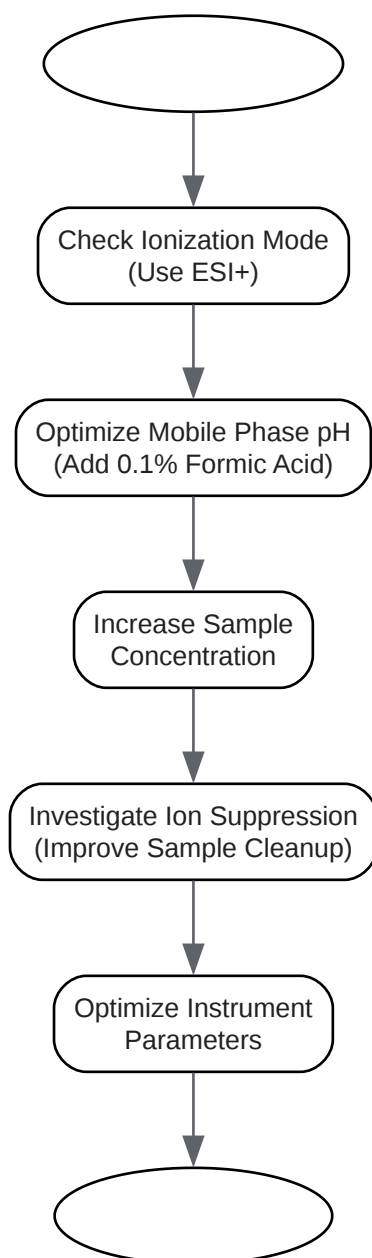 Check Ionization Mode
(Use ESI+)
Optimize Mobile Phase pH
(Add 0.1% Formic Acid)
Increase Sample
Concentration
Investigate Ion Suppression
(Improve Sample Cleanup)
Optimize Instrument
Parameters